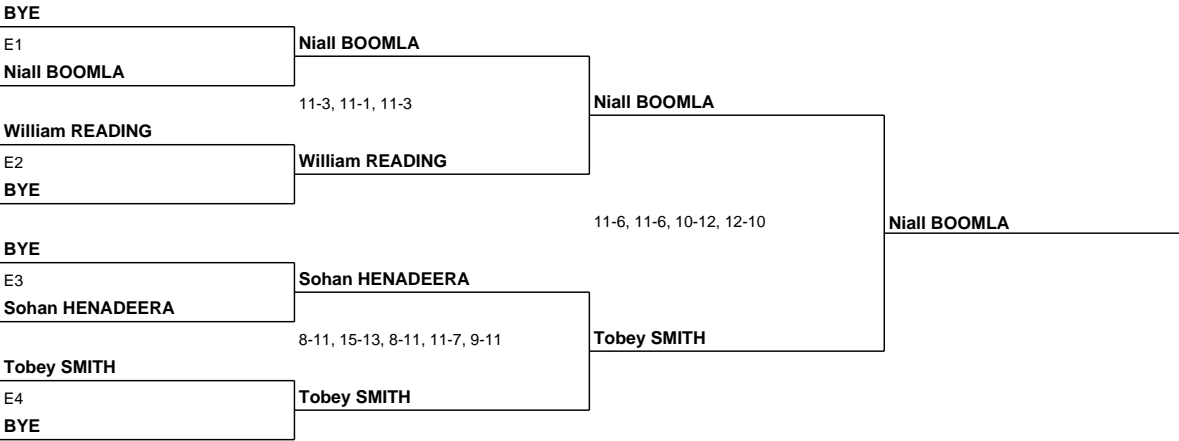 BYE
E1
Niall BOOMLA
Niall BOOMLA
11-3, 11-1, 11-3
Niall BOOMLA
William READING
E2
William READING
BYE
11-6, 11-6, 10-12, 12-10
Niall BOOMLA
BYE
E3
Sohan HENADEERA
Sohan HENADEERA
8-11, 15-13, 8-11, 11-7, 9-11
Tobey SMITH
Tobey SMITH
E4
Tobey SMITH
BYE